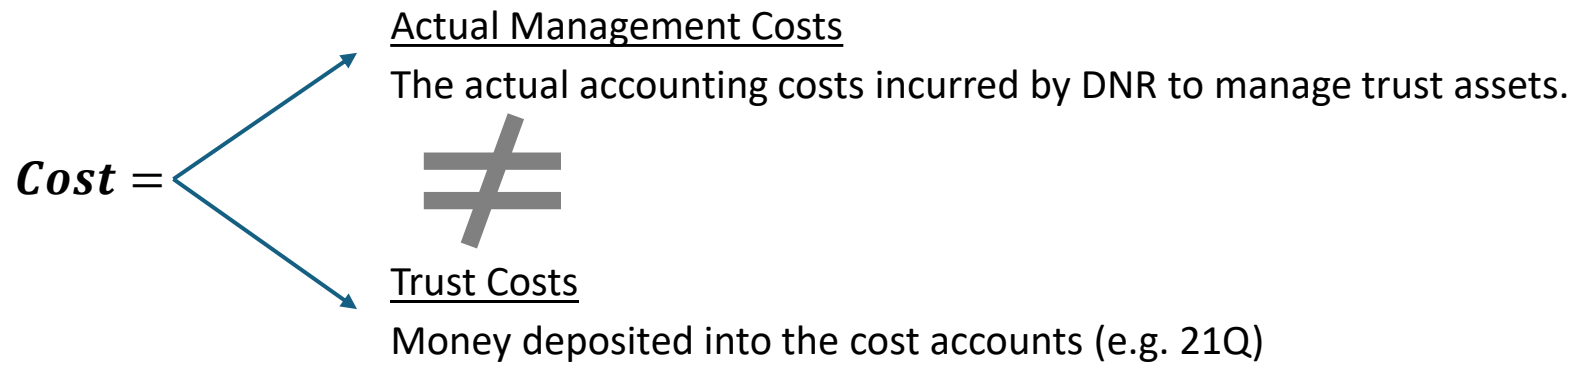 Actual Management Costs
The actual accounting costs incurred by DNR to manage trust assets.
Cost =
≠
Trust Costs
Money deposited into the cost accounts (e.g. 21Q)